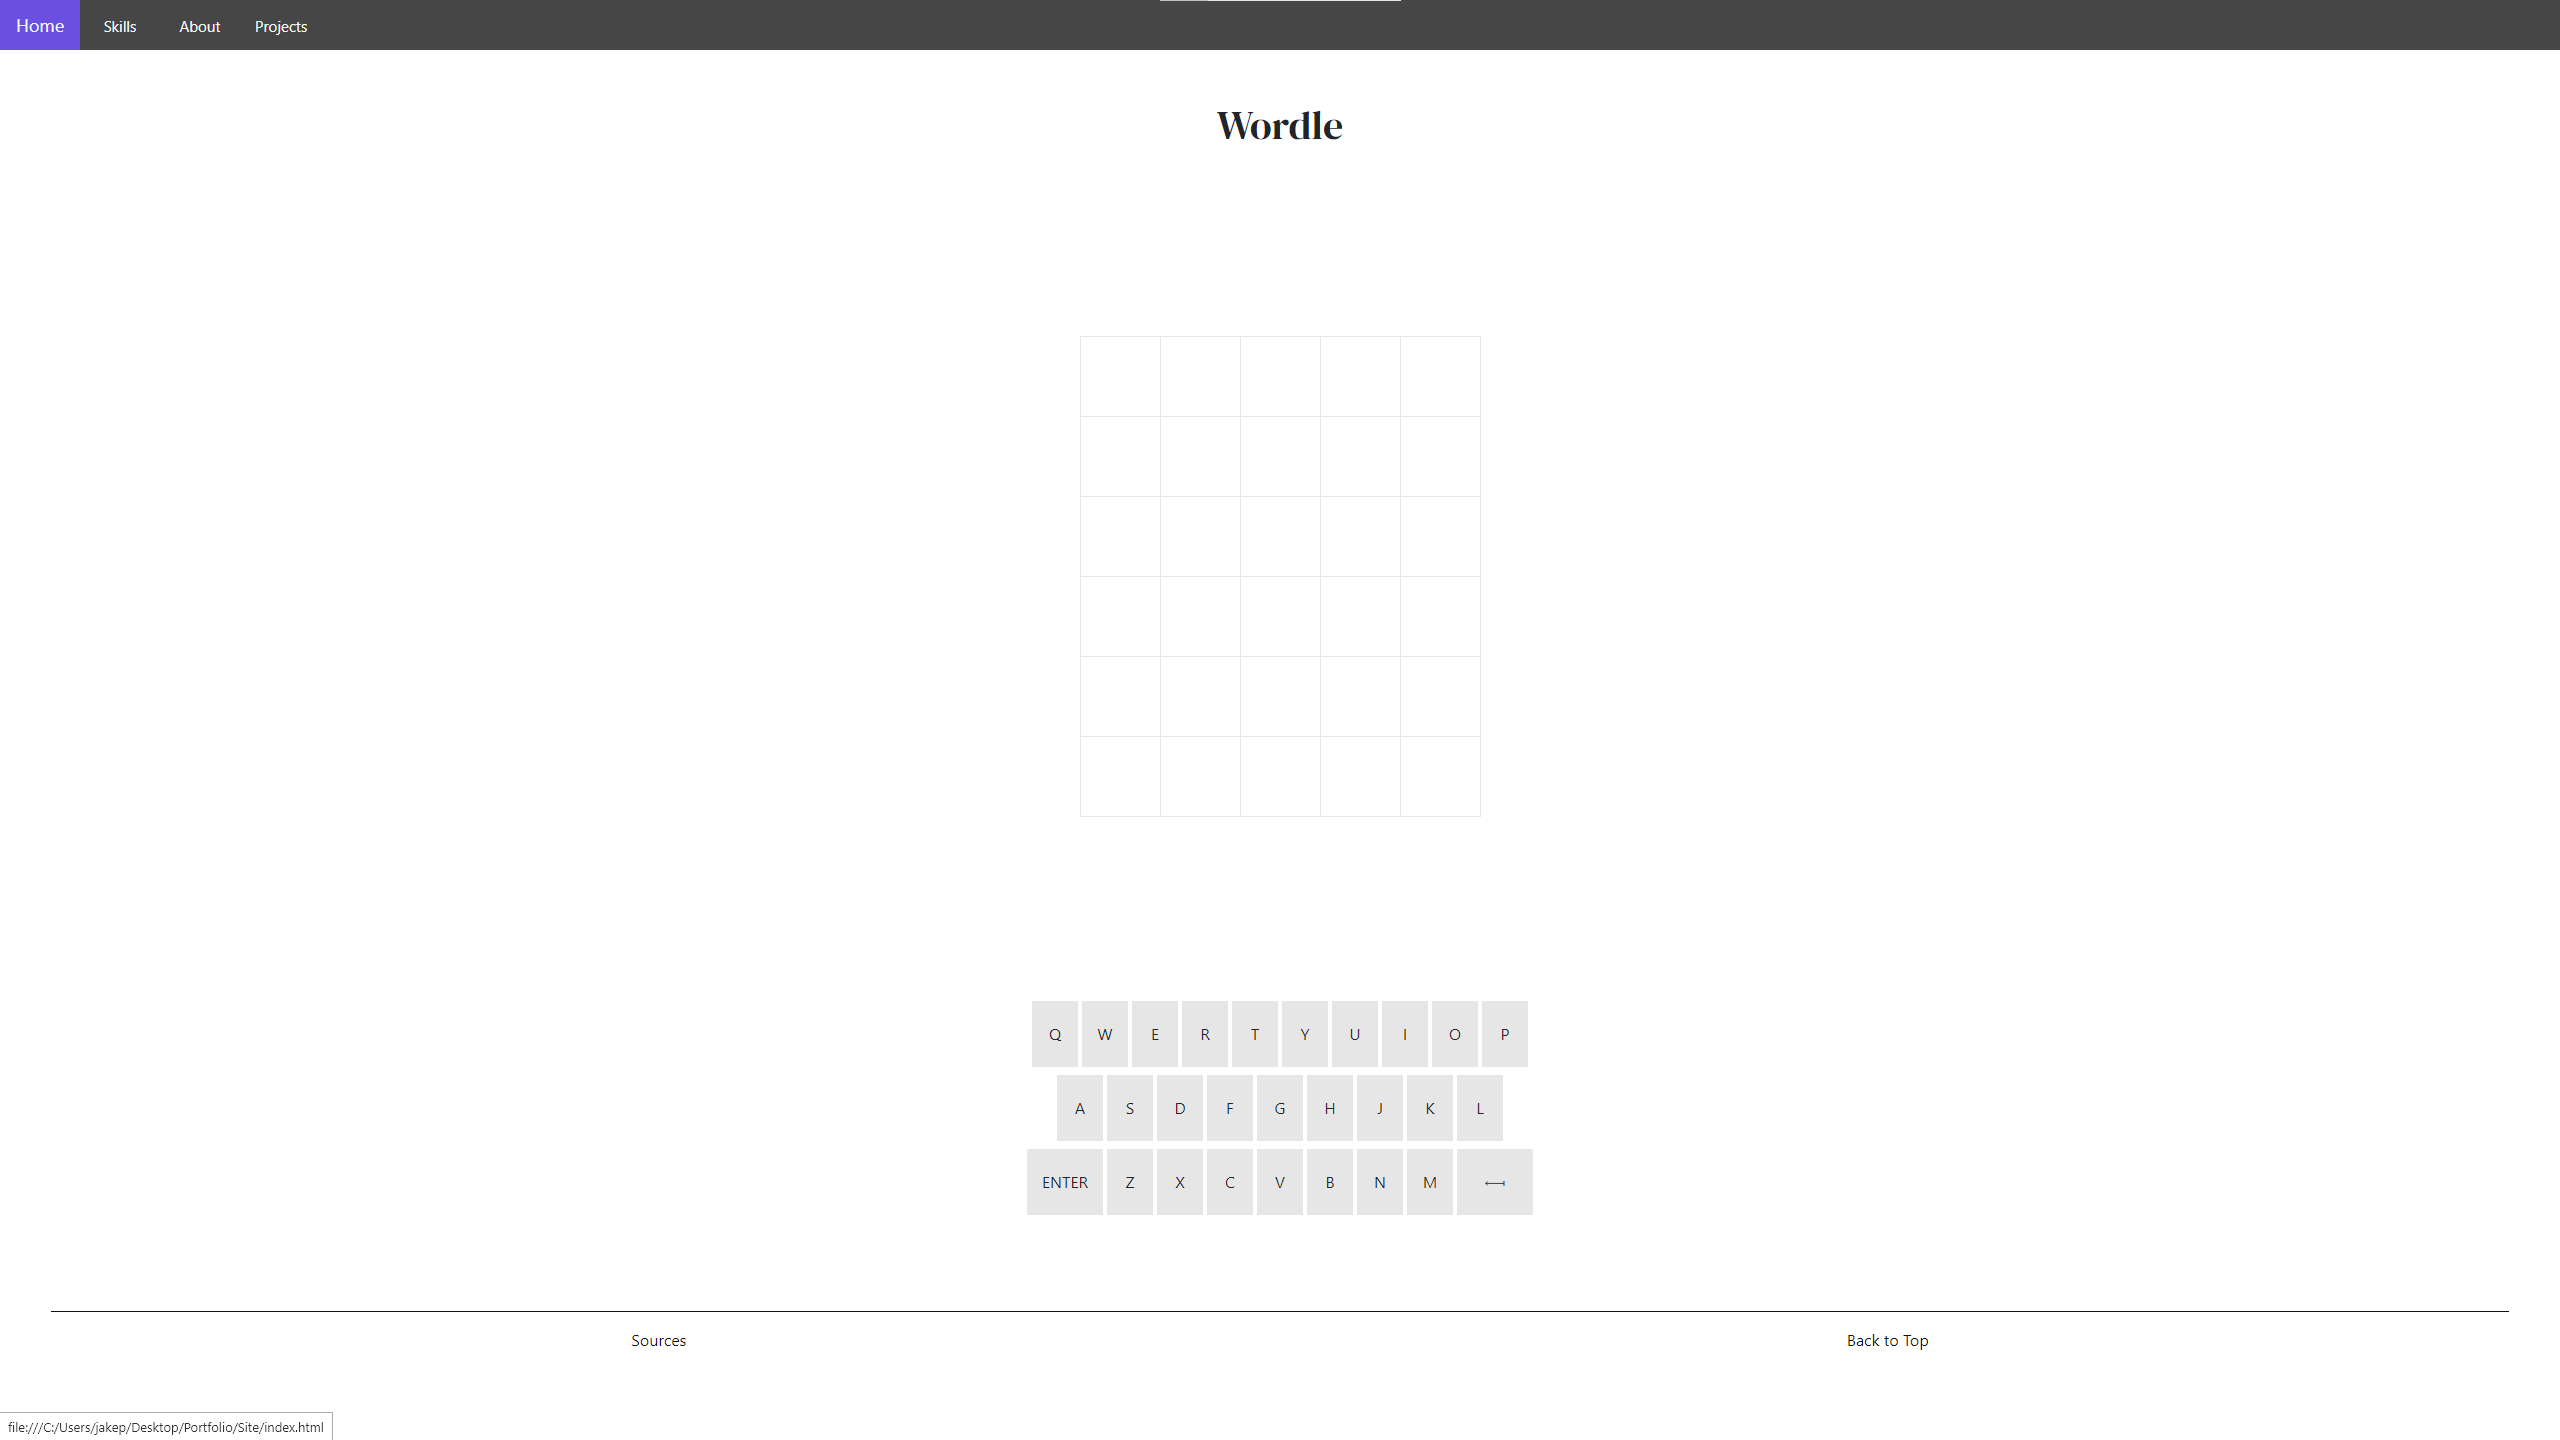 Home Skills About Projects
Wordle
Q W E R T Y U I O P
A S D F G H J K L
ENTER Z X C V B N M ⟻
Sources Back to Top
file:///C:/Users/jakep/Desktop/Portfolio/Site/index.html